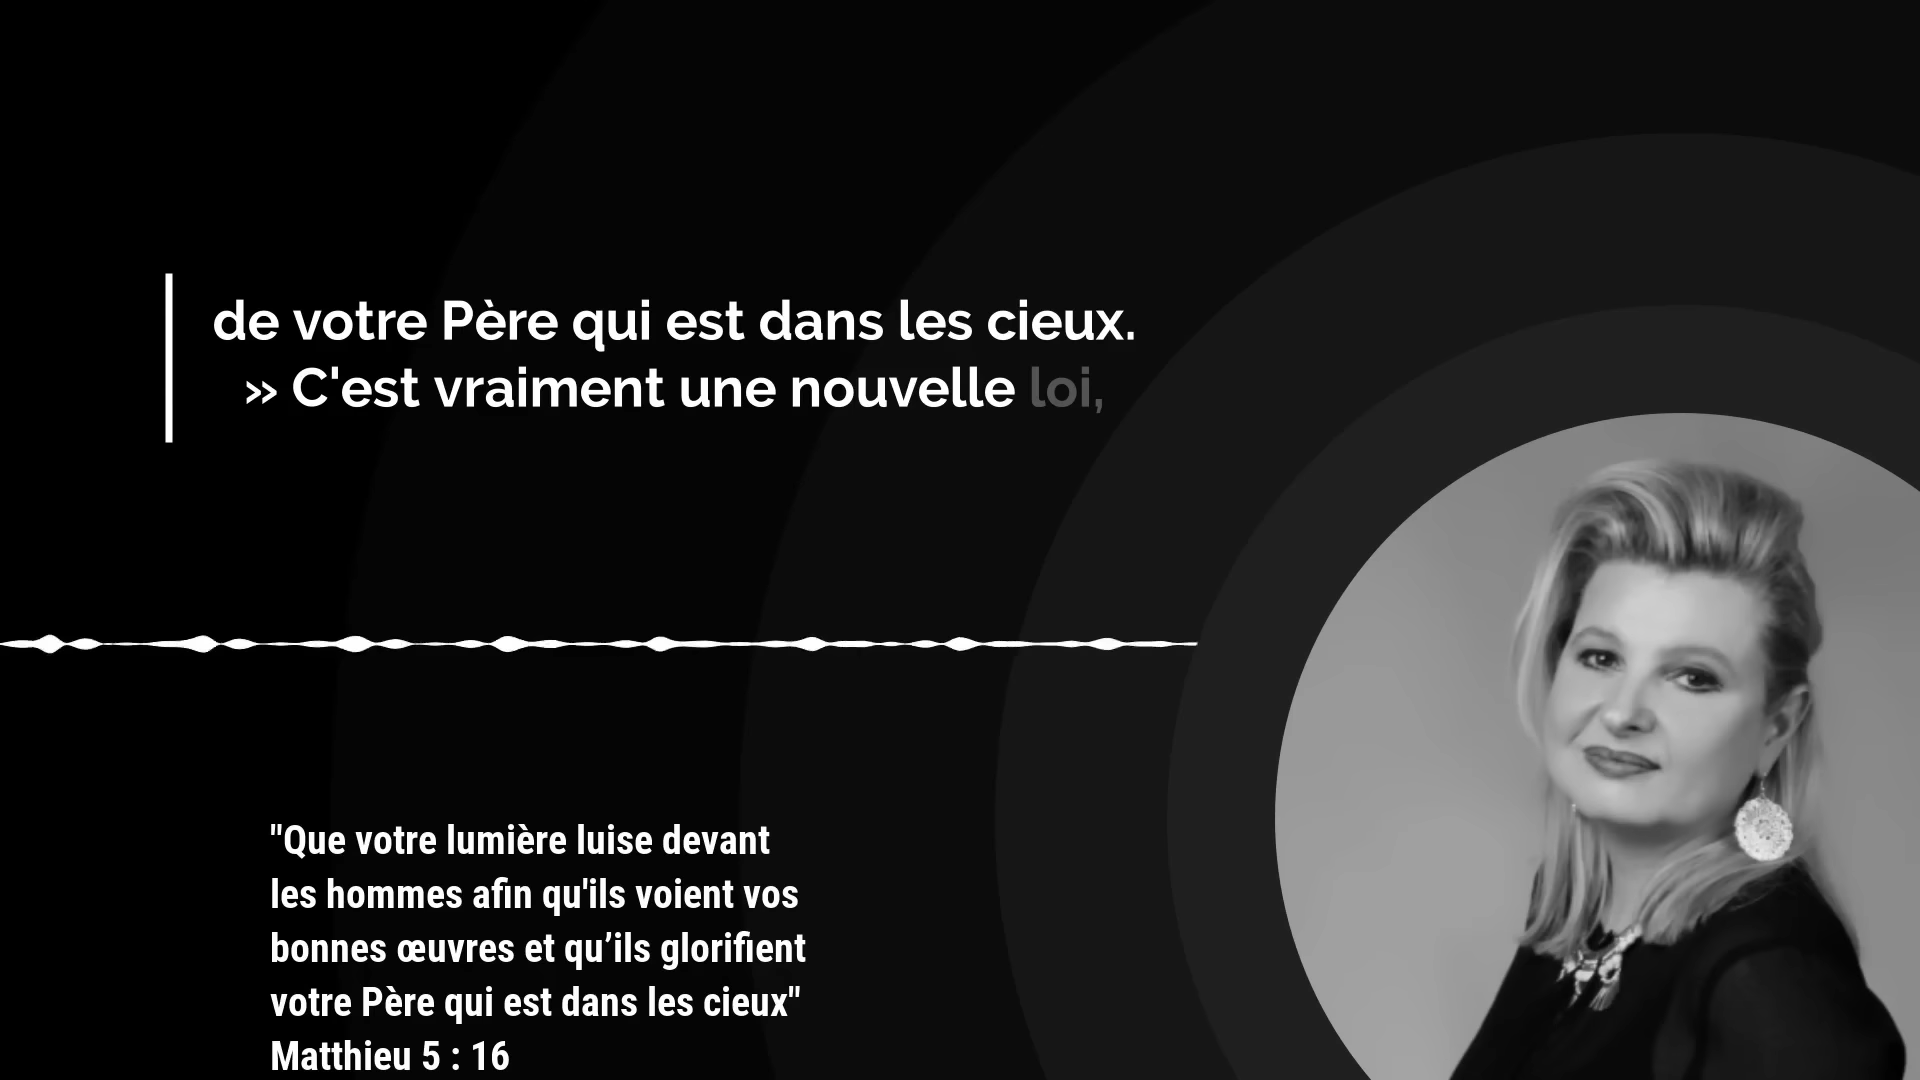 de votre Père qui est dans les cieux.
» C'est vraiment une nouvelle loi,
"Que votre lumière luise devant
les hommes afin qu'ils voient vos
bonnes œuvres et qu’ils glorifient
votre Père qui est dans les cieux"
Matthieu 5 : 16